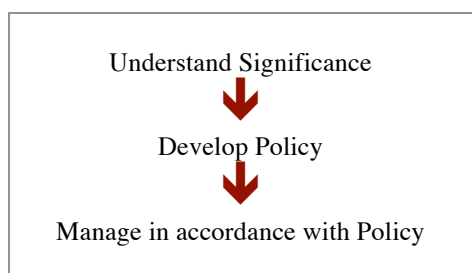 Understand Significance
Develop Policy
Manage in accordance with Policy